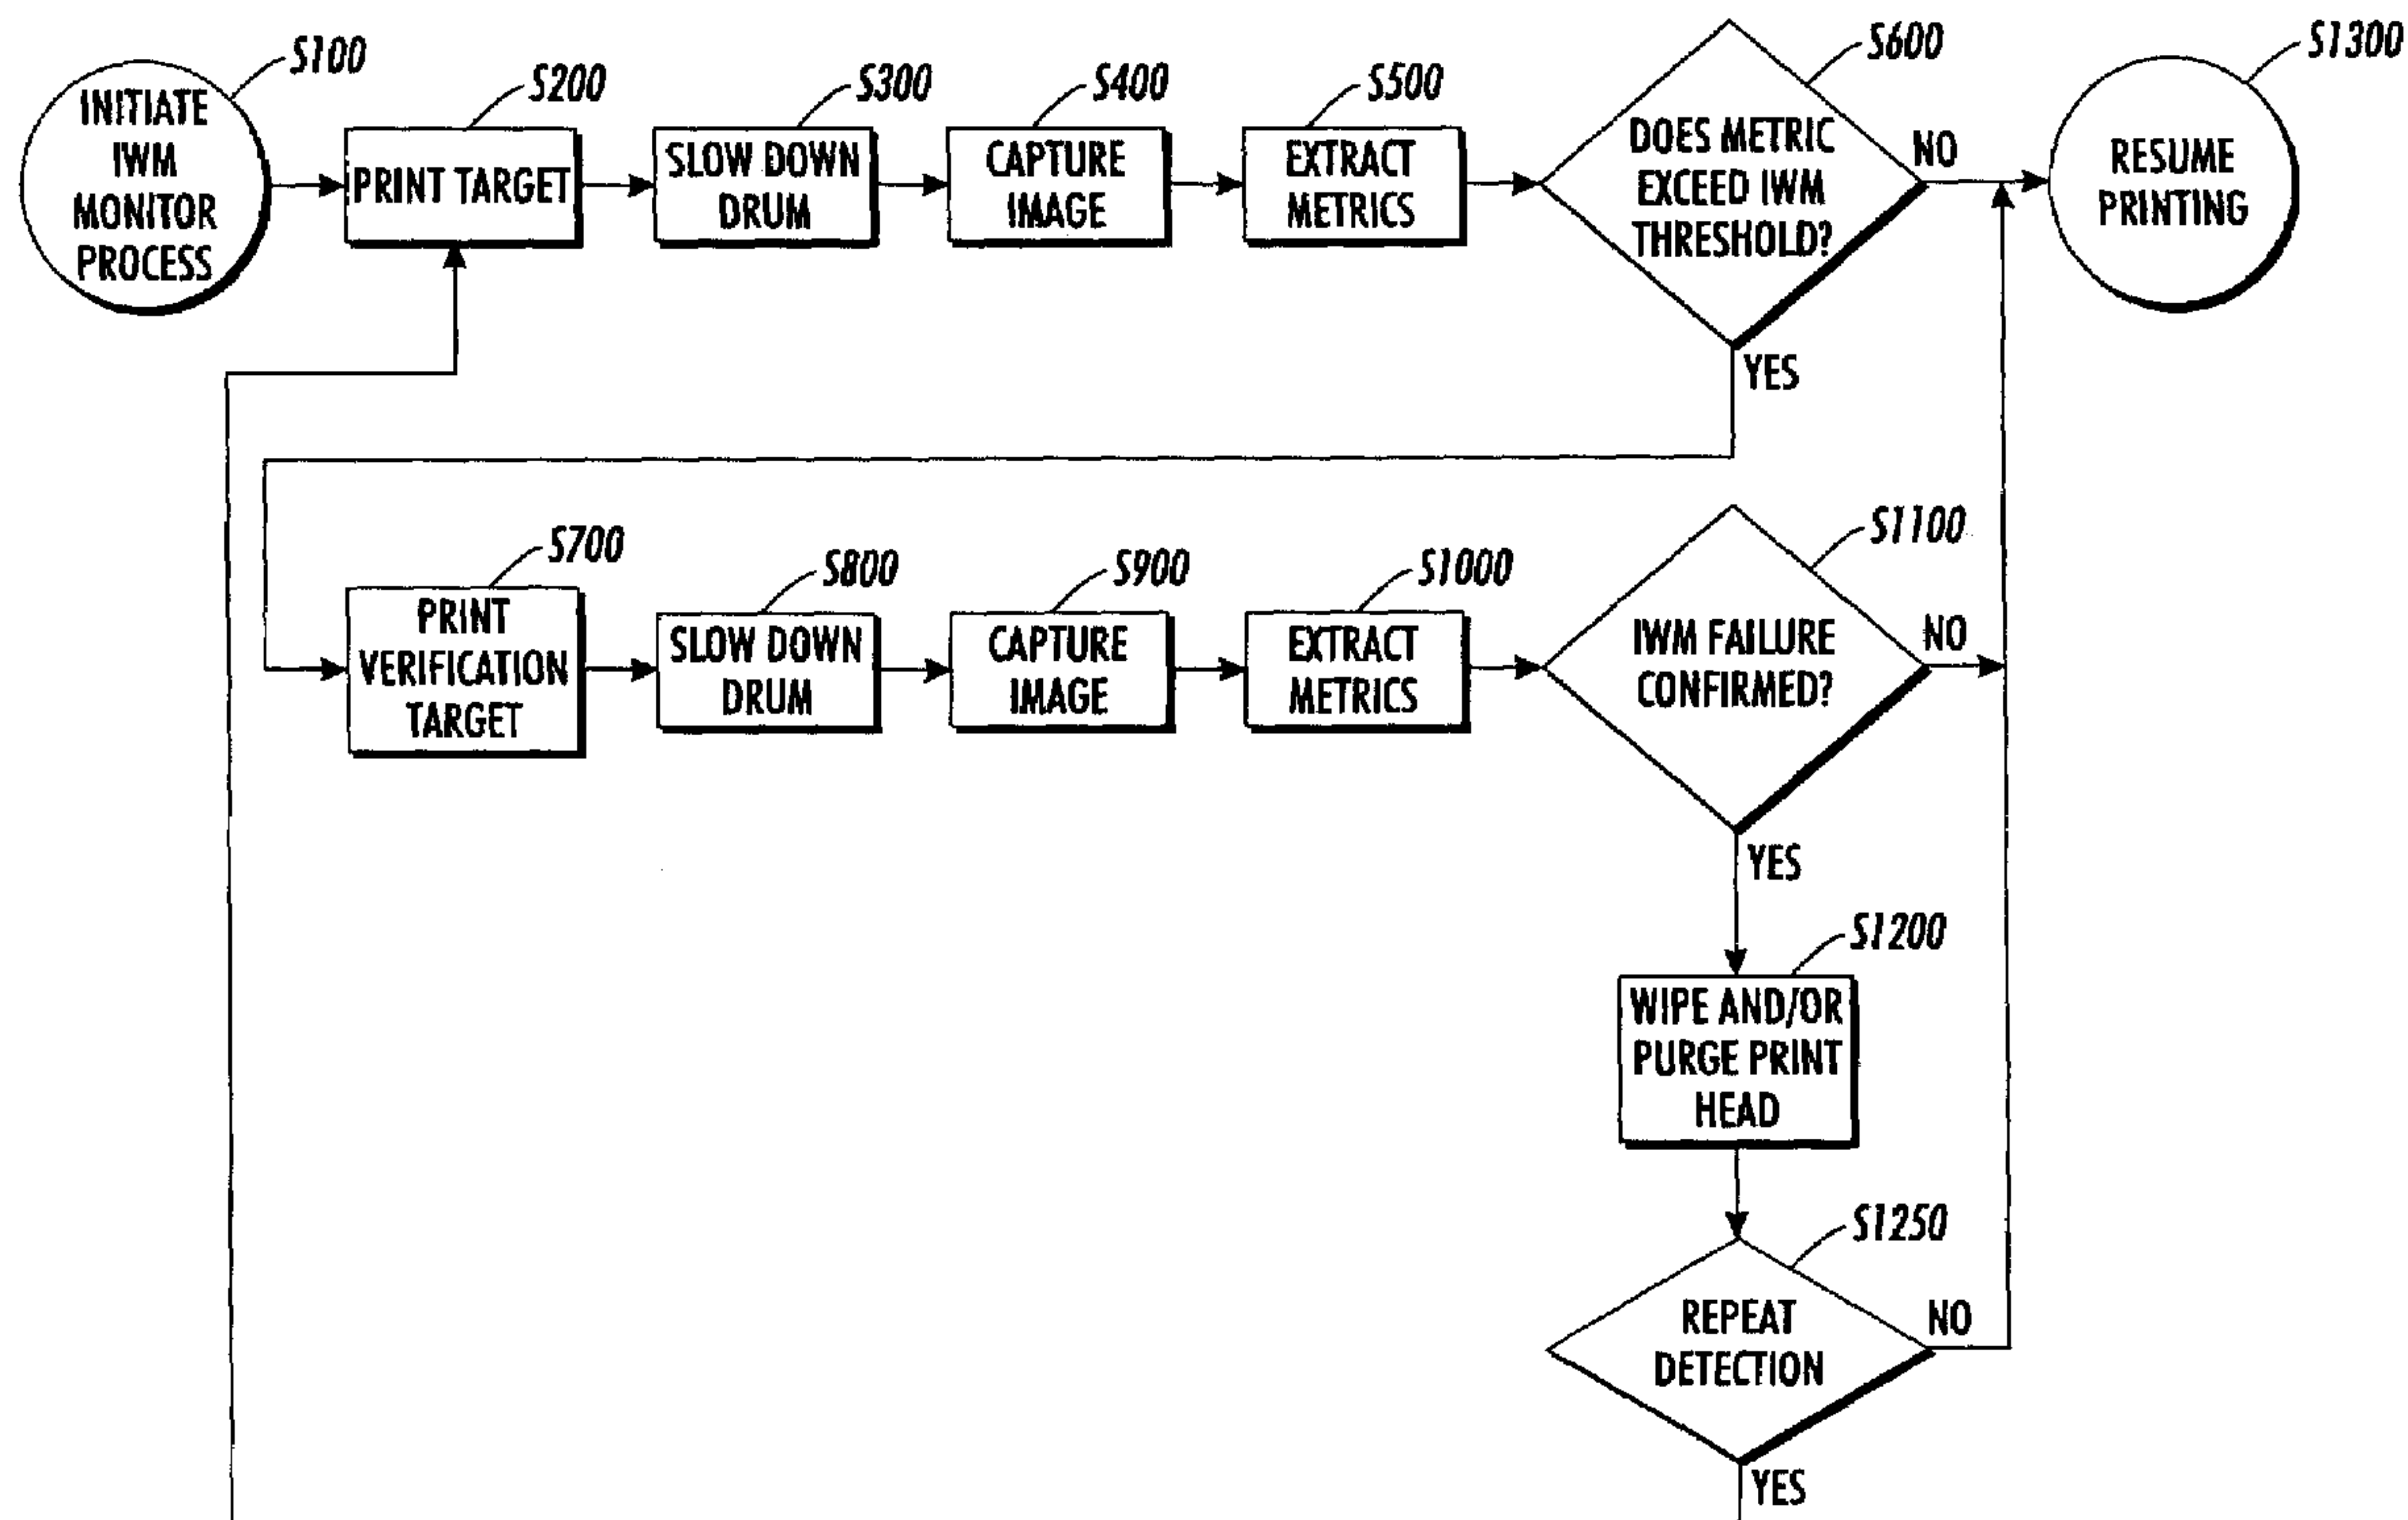 S100
INITIATE
IWM
MONITOR
PROCESS
S200
PRINT TARGET
S300
SLOW DOWN
DRUM
S400
CAPTURE
IMAGE
S500
EXTRACT
METRICS
S600
DOES METRIC
EXCEED IWM
THRESHOLD?
NO
YES
S1300
RESUME
PRINTING
S700
PRINT
VERIFICATION
TARGET
S800
SLOW DOWN
DRUM
S900
CAPTURE
IMAGE
S1000
EXTRACT
METRICS
S1100
IWM FAILURE
CONFIRMED?
NO
YES
S1200
WIPE AND/OR
PURGE PRINT
HEAD
S1250
REPEAT
DETECTION
NO
YES